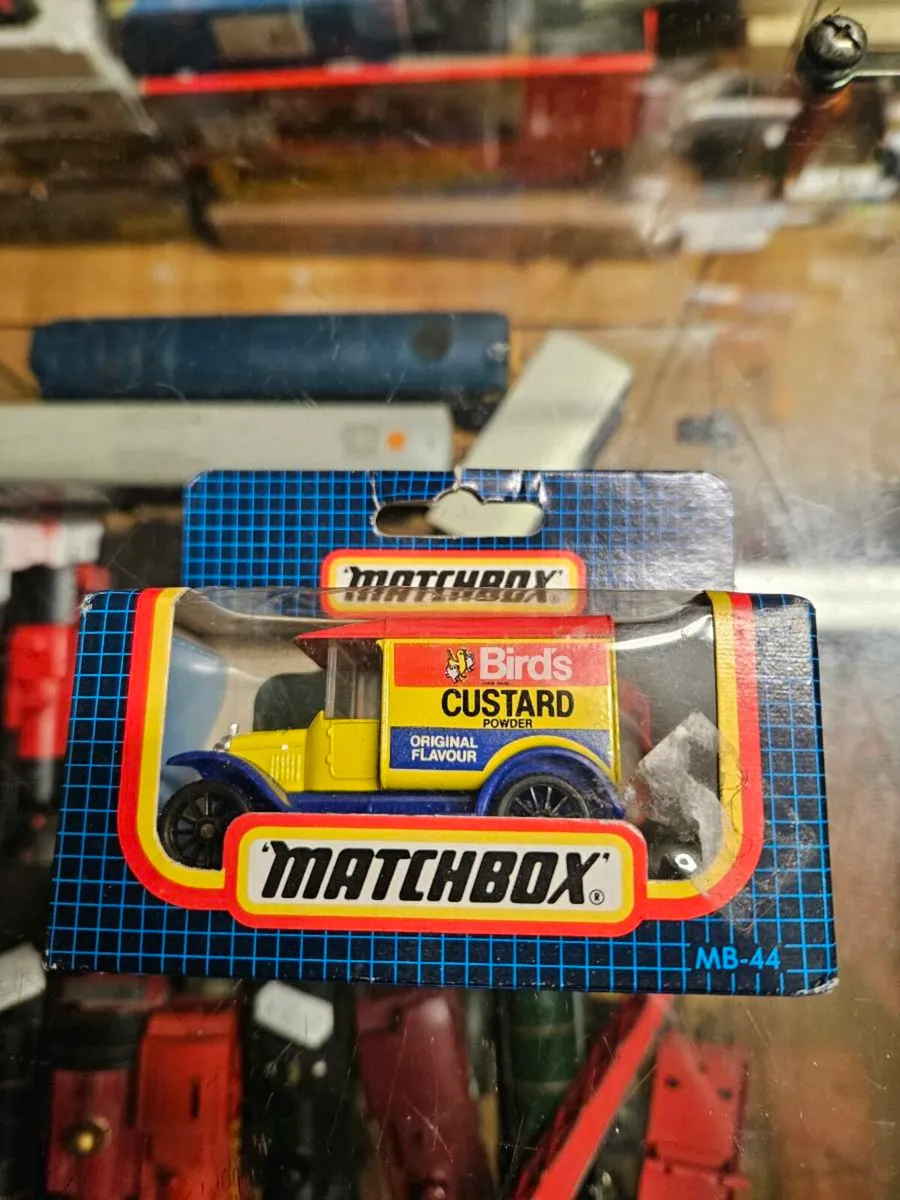 'MATCHBOX'
Bird's
CUSTARD
POWDER
ORIGINAL
FLAVOUR
'MATCHBOX'®
MB-44